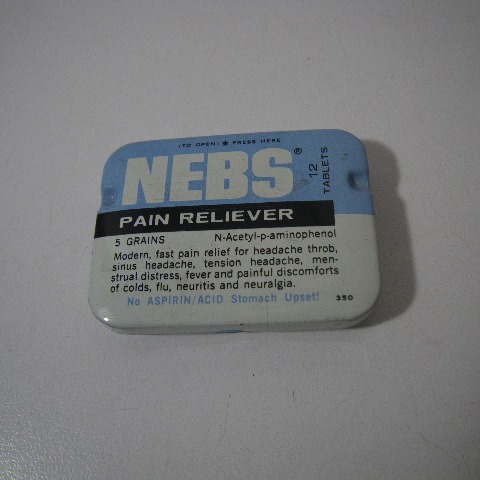 (TO OPEN) ★ PRESS HERE
NEBS®
12 TABLETS
PAIN RELIEVER
5 GRAINS N-Acetyl-p-aminophenol
Modern, fast pain relief for headache throb,
sinus headache, tension headache, men-
strual distress, fever and painful discomforts
of colds, flu, neuritis and neuralgia.
No ASPIRIN/ACID Stomach Upset! 350